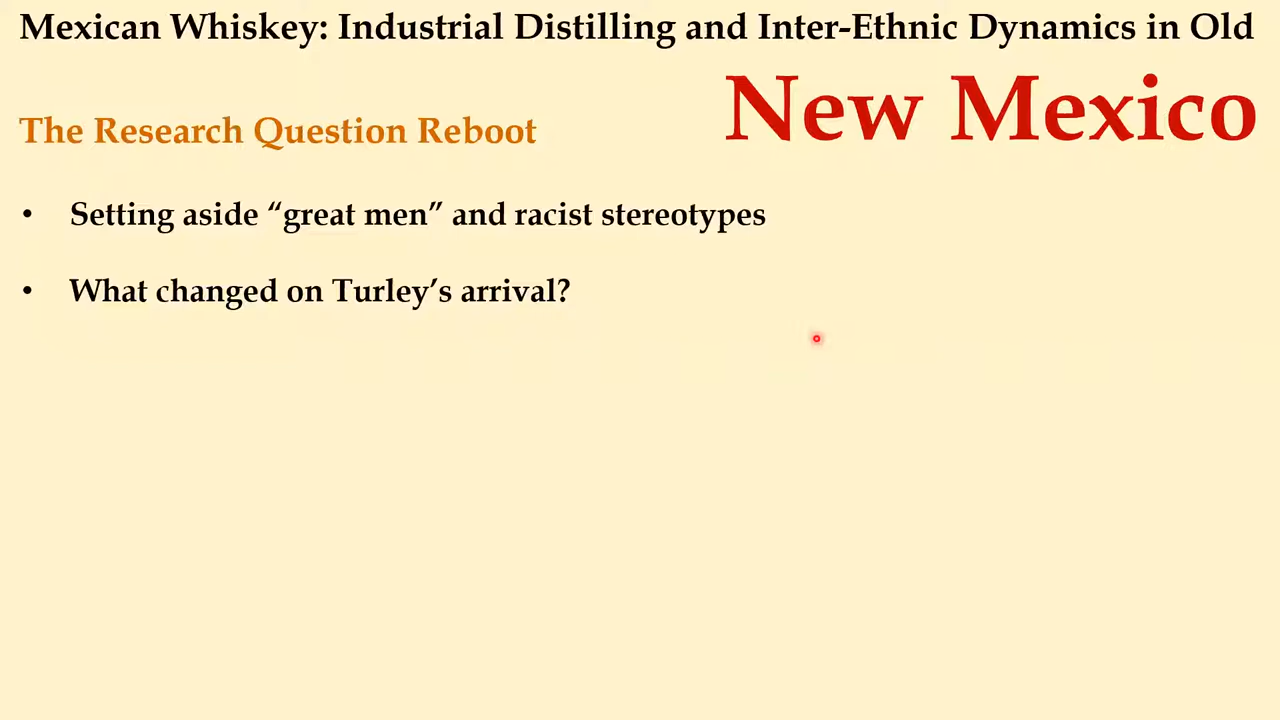 Mexican Whiskey: Industrial Distilling and Inter-Ethnic Dynamics in Old
New Mexico
The Research Question Reboot
• Setting aside “great men” and racist stereotypes
• What changed on Turley’s arrival?